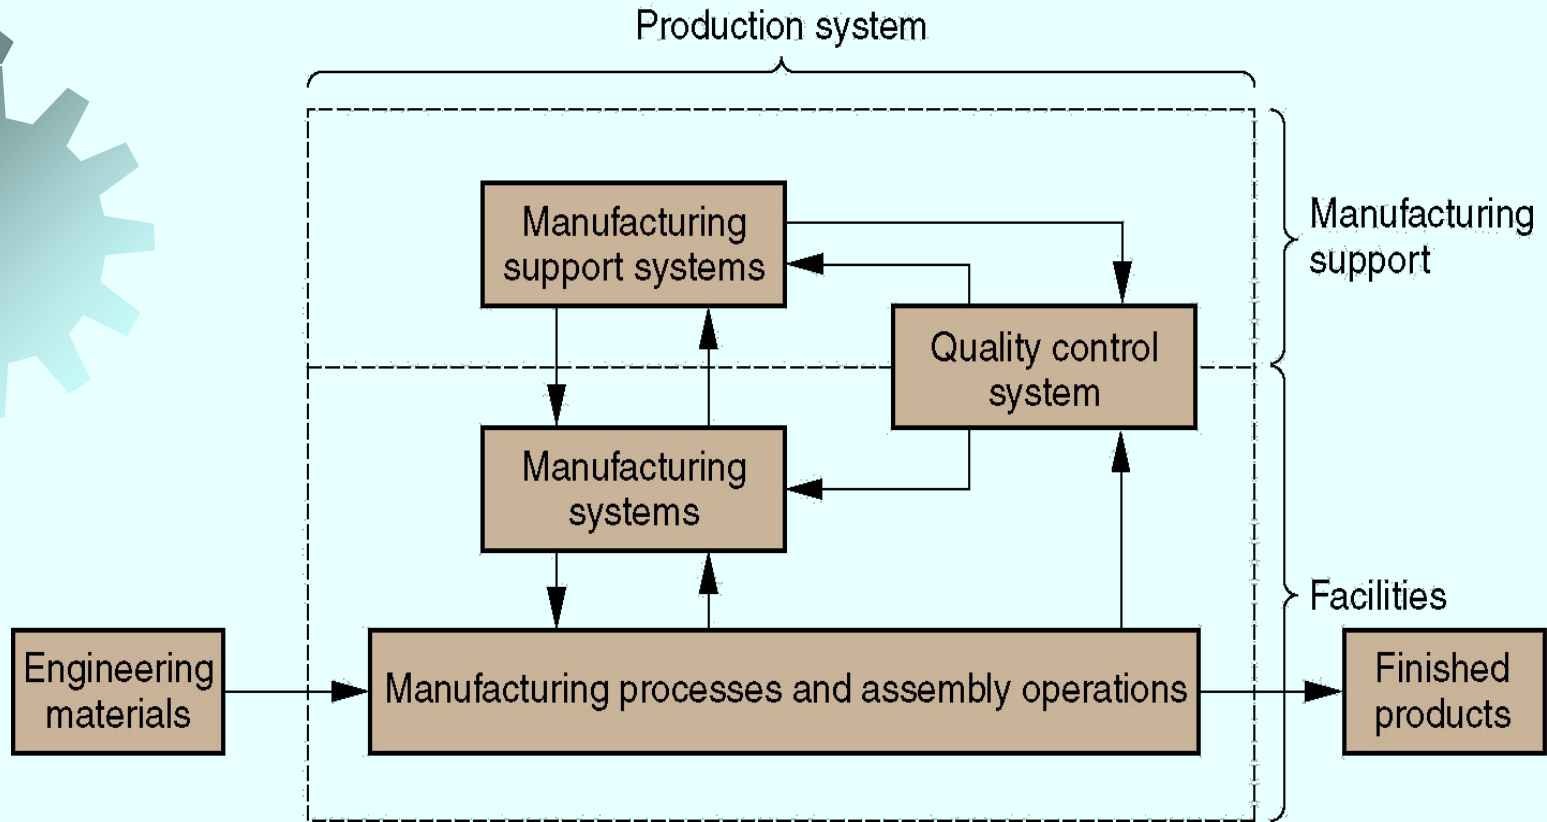 Production system
Manufacturing
support systems
Manufacturing
support
Quality control
system
Manufacturing
systems
Facilities
Engineering
materials
Manufacturing processes and assembly operations
Finished
products